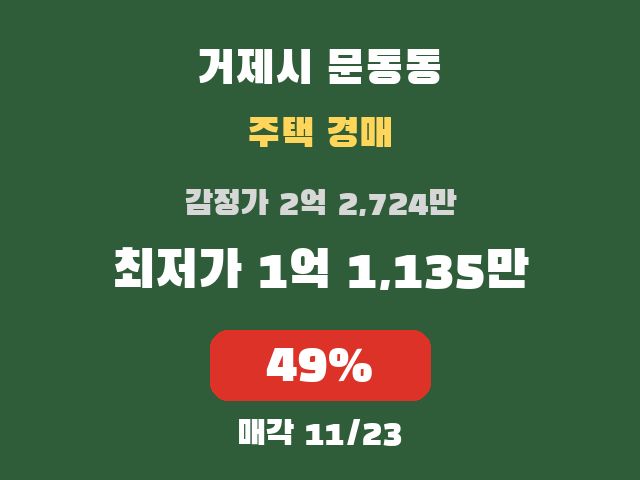 거제시 문동동
주택 경매
감정가 2억 2,724만
최저가 1억 1,135만
49%
매각 11/23